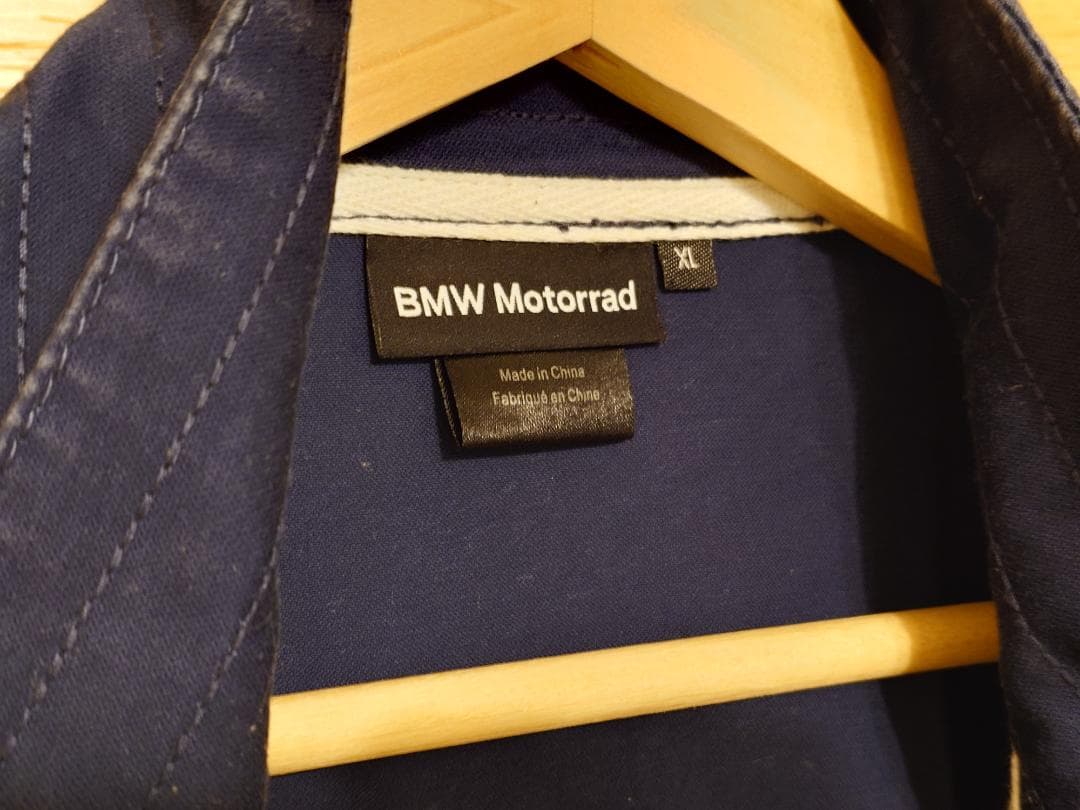 XL
BMW Motorrad
Made in China
Fabriqué en Chine